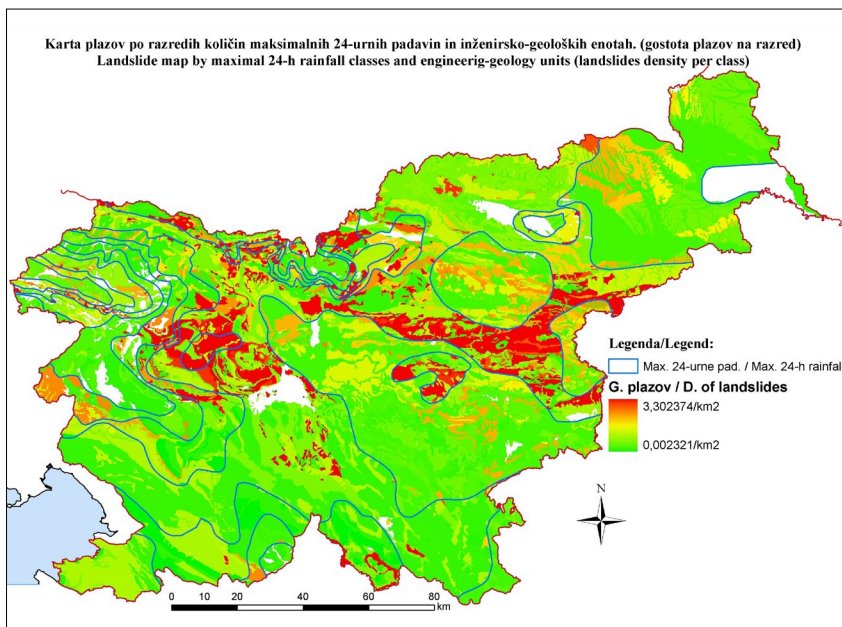 Karta plazov po razredih količin maksimalnih 24-urnih padavin in inženirsko-geoloških enotah. (gostota plazov na razred)
Landslide map by maximal 24-h rainfall classes and engineerig-geology units (landslides density per class)
Legenda/Legend:
Max. 24-urne pad. / Max. 24-h rainfal
G. plazov / D. of landslides
3,302374/km2
0,002321/km2
N
0 10 20 40 60 80
km